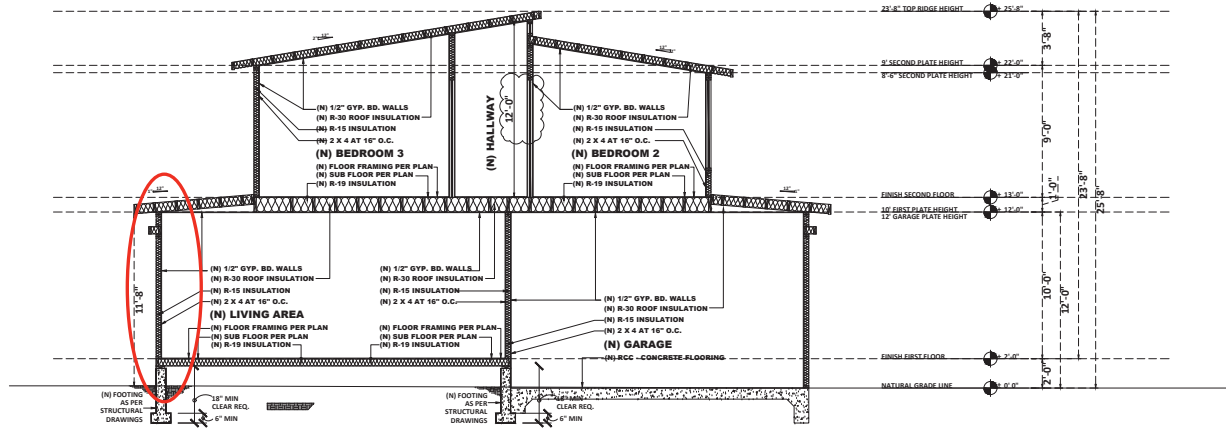 23'-8" TOP RIDGE HEIGHT
+ 25'-8"
3'-8"
9' SECOND PLATE HEIGHT
+ 22'-0"
8'-6" SECOND PLATE HEIGHT
+ 21'-0"
(N) 1/2" GYP. BD. WALLS
(N) R-30 ROOF INSULATION
(N) R-15 INSULATION
(N) 2 X 4 AT 16" O.C.
(N) BEDROOM 3
(N) FLOOR FRAMING PER PLAN
(N) SUB FLOOR PER PLAN
(N) R-19 INSULATION
(N) HALLWAY
12'-0"
(N) 1/2" GYP. BD. WALLS
(N) R-30 ROOF INSULATION
(N) R-15 INSULATION
(N) 2 X 4 AT 16" O.C.
(N) BEDROOM 2
(N) FLOOR FRAMING PER PLAN
(N) SUB FLOOR PER PLAN
(N) R-19 INSULATION
9'-0"
FINISH SECOND FLOOR
+ 13'-0"
1'-0"
23'-8"
25'-8"
10' FIRST PLATE HEIGHT
+ 12'-0"
12' GARAGE PLATE HEIGHT
11'-8"
(N) 1/2" GYP. BD. WALLS
(N) R-30 ROOF INSULATION
(N) R-15 INSULATION
(N) 2 X 4 AT 16" O.C.
(N) LIVING AREA
(N) FLOOR FRAMING PER PLAN
(N) SUB FLOOR PER PLAN
(N) R-19 INSULATION
(N) 1/2" GYP. BD. WALLS
(N) R-30 ROOF INSULATION
(N) R-15 INSULATION
(N) 2 X 4 AT 16" O.C.
(N) FLOOR FRAMING PER PLAN
(N) SUB FLOOR PER PLAN
(N) R-19 INSULATION
(N) 1/2" GYP. BD. WALLS
(N) R-30 ROOF INSULATION
(N) R-15 INSULATION
(N) 2 X 4 AT 16" O.C.
(N) GARAGE
(N) RCC - CONCRETE FLOORING
10'-0"
12'-0"
FINISH FIRST FLOOR
+ 2'-0"
2'-0"
NATURAL GRADE LINE
+ 0' 0"
(N) FOOTING
AS PER
STRUCTURAL
DRAWINGS
18" MIN
CLEAR REQ.
6" MIN
(N) FOOTING
AS PER
STRUCTURAL
DRAWINGS
18" MIN
CLEAR REQ.
6" MIN